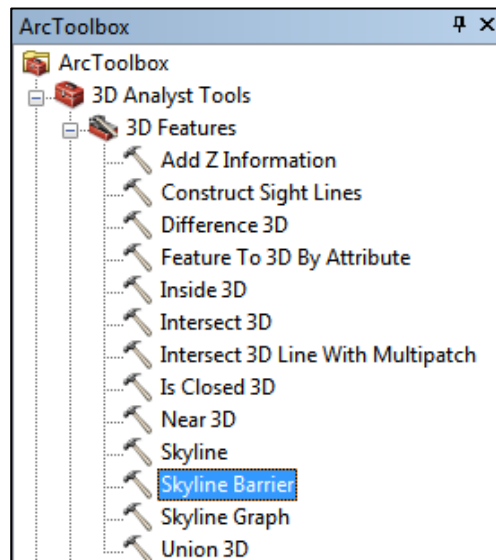 ArcToolbox
ArcToolbox
3D Analyst Tools
3D Features
Add Z Information
Construct Sight Lines
Difference 3D
Feature To 3D By Attribute
Inside 3D
Intersect 3D
Intersect 3D Line With Multipatch
Is Closed 3D
Near 3D
Skyline
Skyline Barrier
Skyline Graph
Union 3D